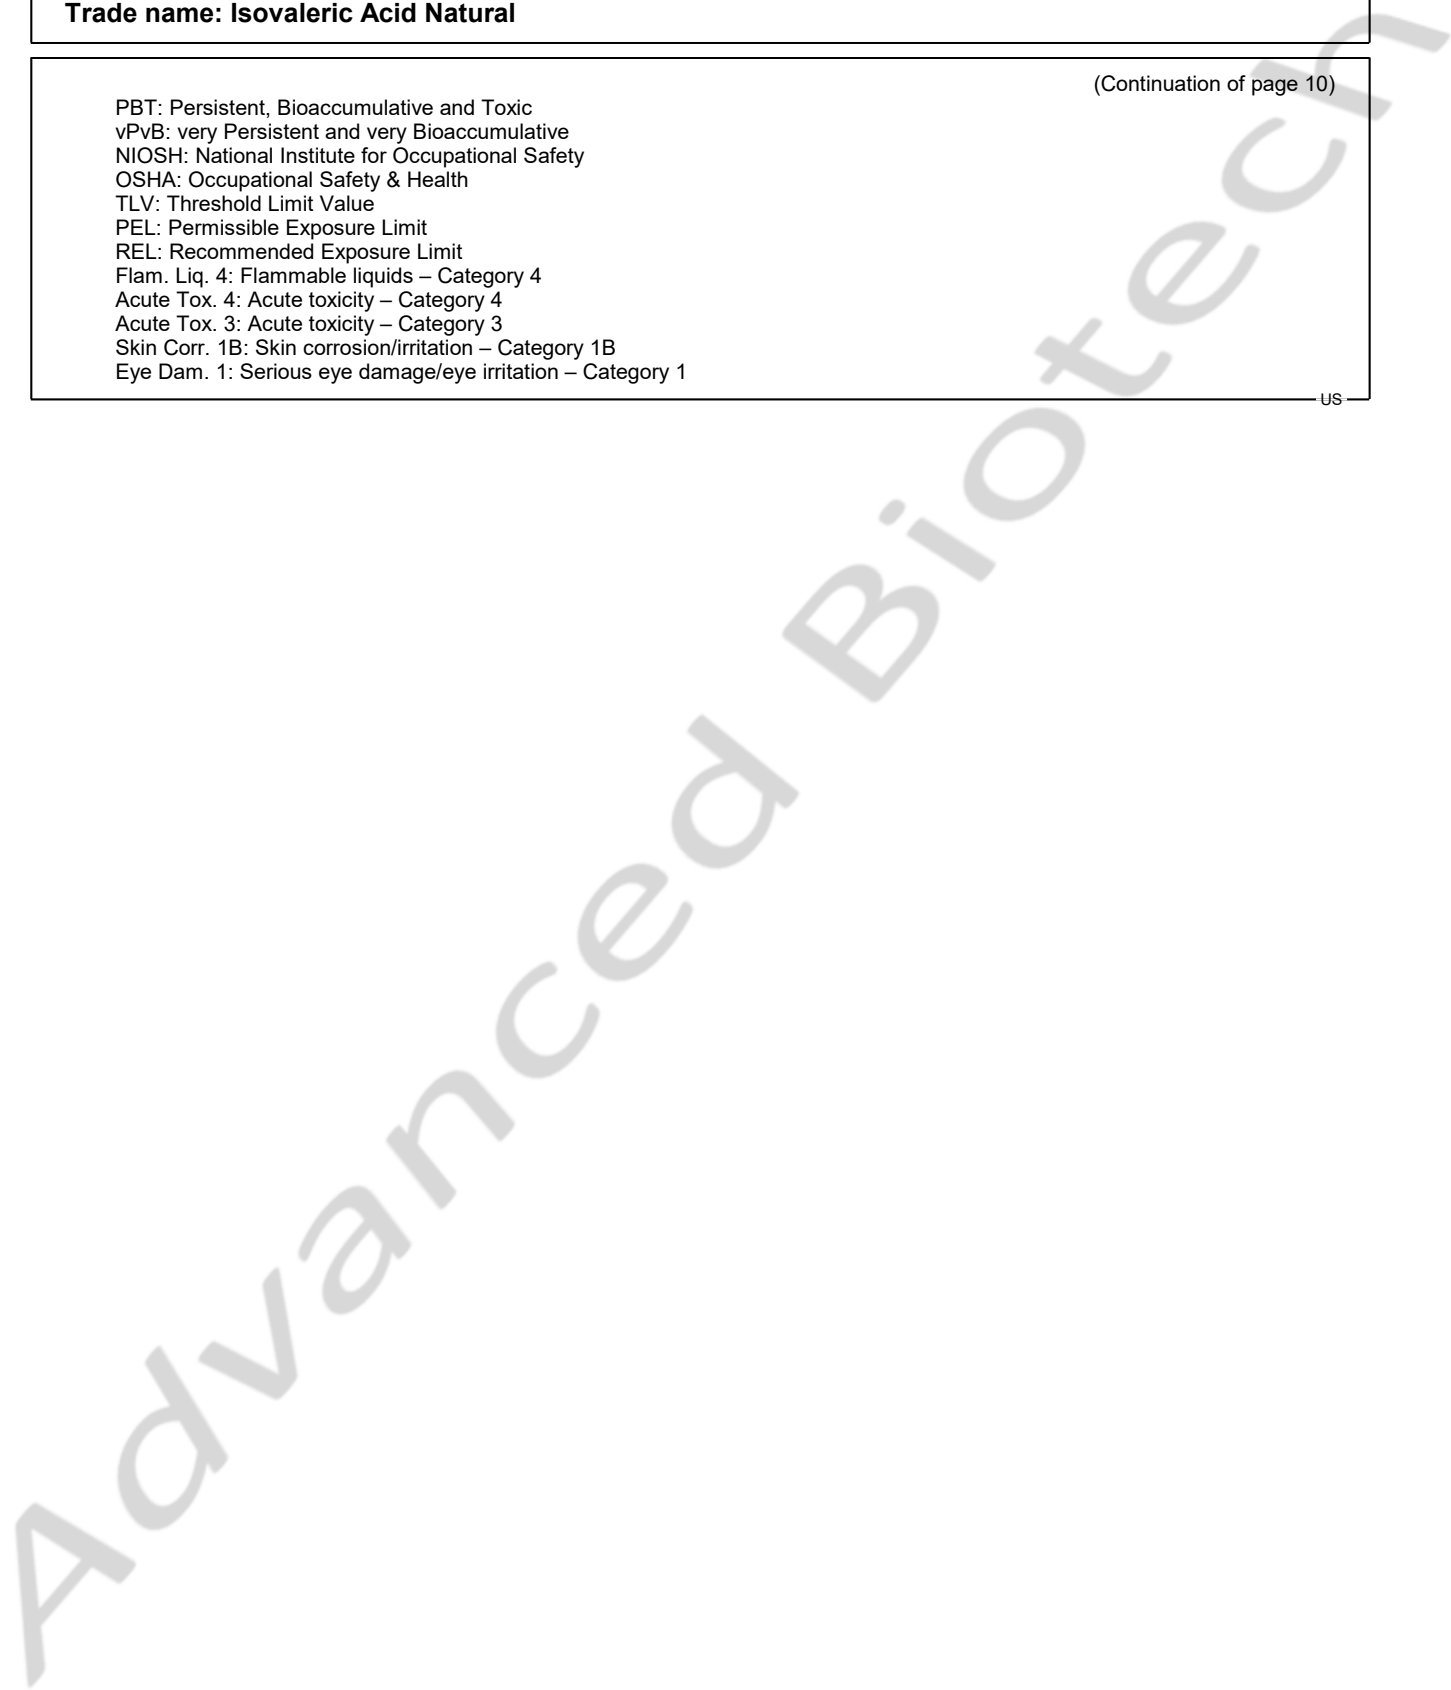 Trade name: Isovaleric Acid Natural
(Continuation of page 10)
PBT: Persistent, Bioaccumulative and Toxic
vPvB: very Persistent and very Bioaccumulative
NIOSH: National Institute for Occupational Safety
OSHA: Occupational Safety & Health
TLV: Threshold Limit Value
PEL: Permissible Exposure Limit
REL: Recommended Exposure Limit
Flam. Liq. 4: Flammable liquids – Category 4
Acute Tox. 4: Acute toxicity – Category 4
Acute Tox. 3: Acute toxicity – Category 3
Skin Corr. 1B: Skin corrosion/irritation – Category 1B
Eye Dam. 1: Serious eye damage/eye irritation – Category 1
US
Advanced Biotech